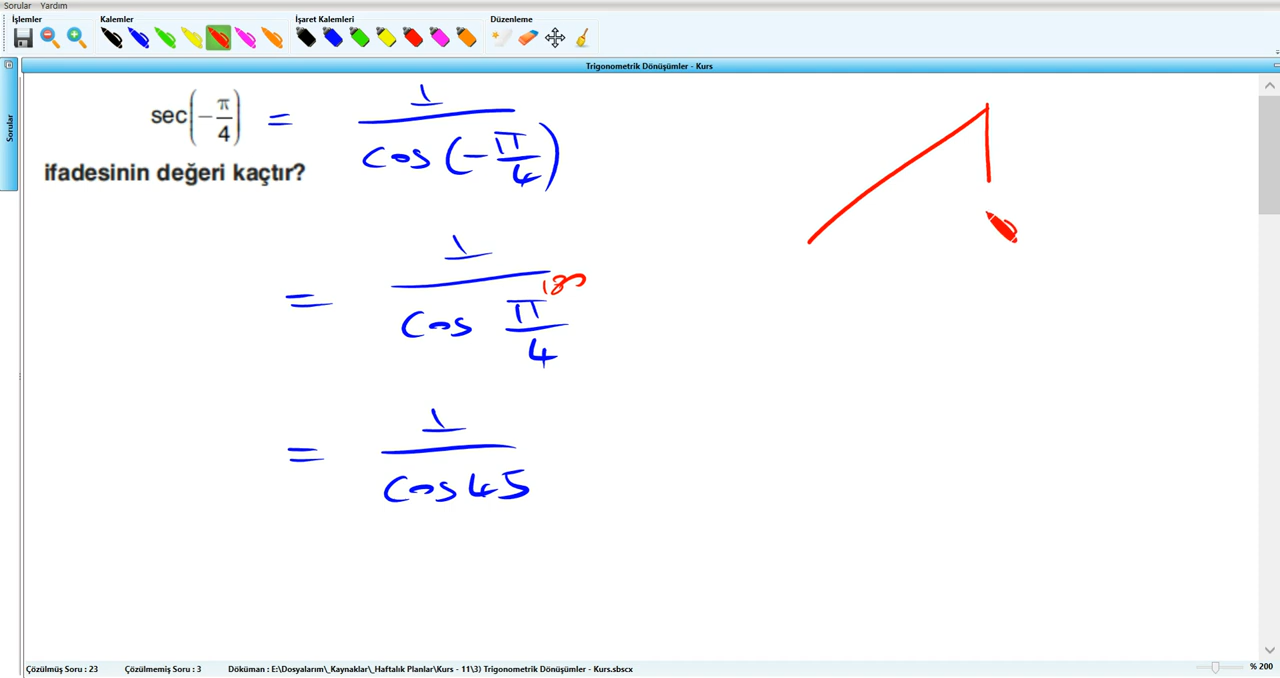 Sorular Yardım
İşlemler Kalemler İşaret Kalemleri Düzenleme
Trigonometrik Dönüşümler - Kurs
Sorular
sec(-π/4) = 1/cos(-π/4)
ifadesinin değeri kaçtır?
= 1/cos π/4
180
= 1/cos45
Çözülmüş Soru : 23 Çözülmemiş Soru : 3 Döküman : E:\Dosyalarım\_Kaynaklar\_Haftalık Planlar\Kurs - 11\3) Trigonometrik Dönüşümler - Kurs.sbscx % 200